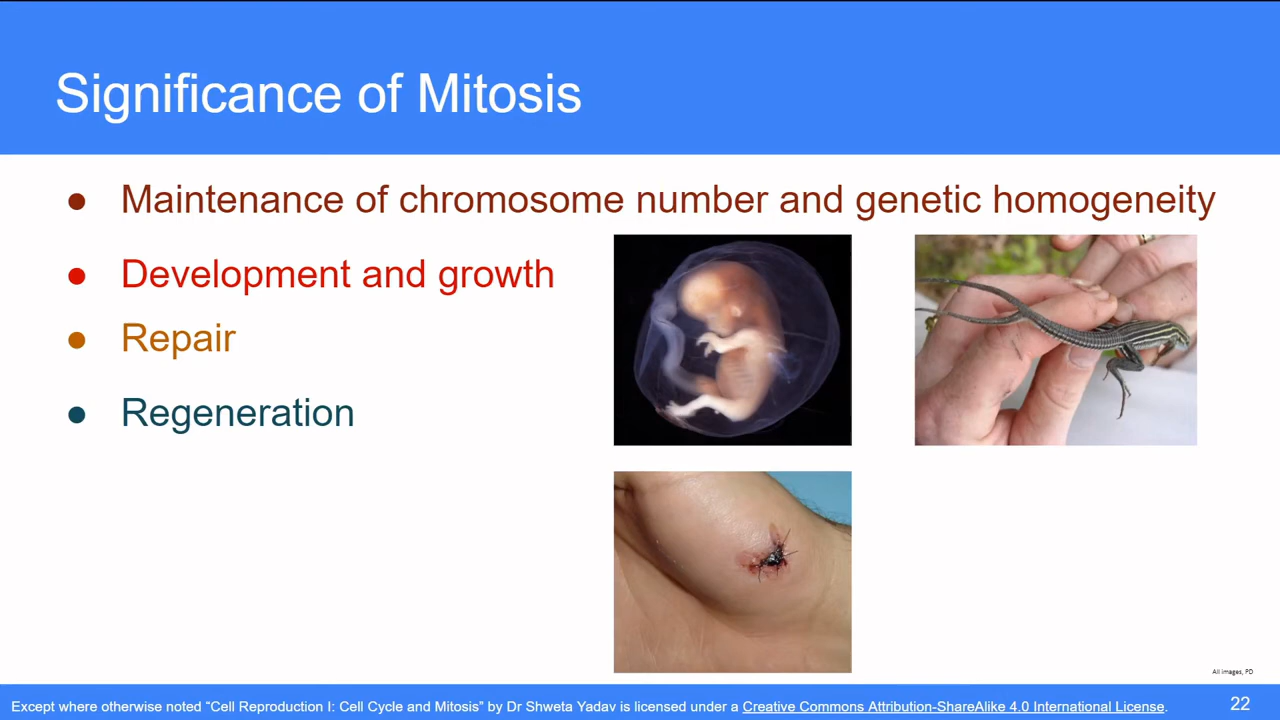 Significance of Mitosis
● Maintenance of chromosome number and genetic homogeneity
● Development and growth
● Repair
● Regeneration
All images, PD
Except where otherwise noted “Cell Reproduction I: Cell Cycle and Mitosis” by Dr Shweta Yadav is licensed under a Creative Commons Attribution-ShareAlike 4.0 International License. 22